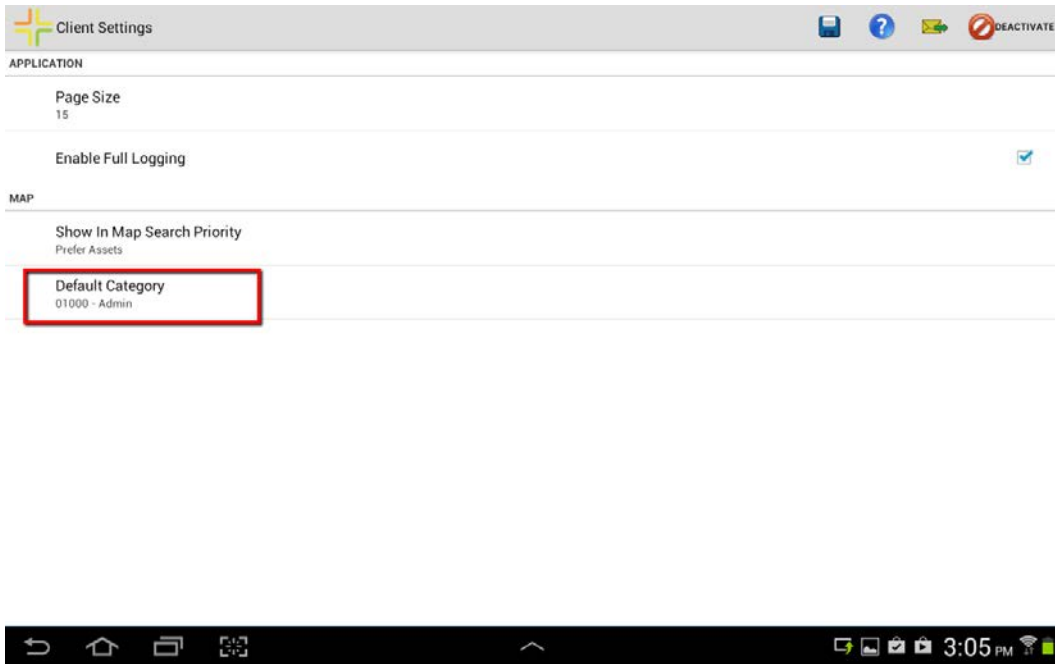 Client Settings
DEACTIVATE
APPLICATION
Page Size
15
Enable Full Logging
MAP
Show In Map Search Priority
Prefer Assets
Default Category
01000 - Admin
3:05 PM